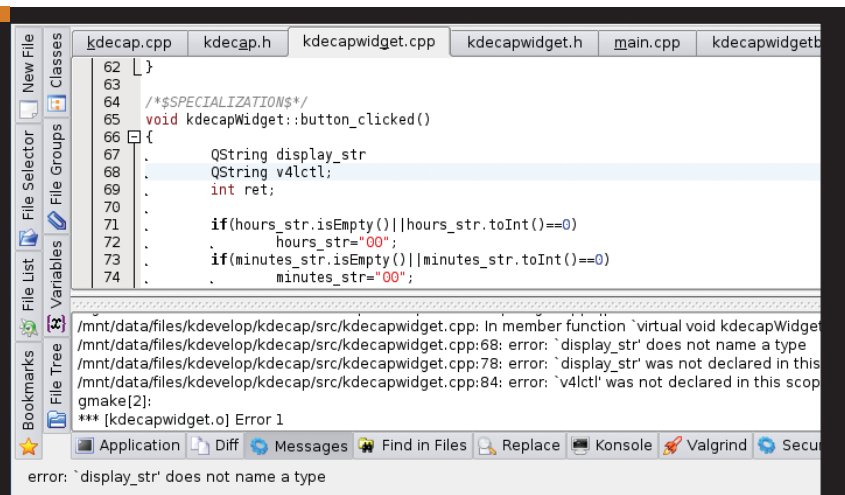 New File
File Selector
File List
Bookmarks
Classes
File Groups
Variables
File Tree
kdecap.cpp kdecap.h kdecapwidget.cpp kdecapwidget.h main.cpp kdecapwidgetb
62 }
63
64 /*$SPECIALIZATION$*/
65 void kdecapWidget::button_clicked()
66 {
67 QString display_str
68 QString v4lctl;
69 int ret;
70
71 if(hours_str.isEmpty()||hours_str.toInt()==0)
72 hours_str="00";
73 if(minutes_str.isEmpty()||minutes_str.toInt()==0)
74 minutes_str="00";
/mnt/data/files/kdevelop/kdecap/src/kdecapwidget.cpp: In member function `virtual void kdecapWidget
/mnt/data/files/kdevelop/kdecap/src/kdecapwidget.cpp:68: error: `display_str' does not name a type
/mnt/data/files/kdevelop/kdecap/src/kdecapwidget.cpp:78: error: `display_str' was not declared in this
/mnt/data/files/kdevelop/kdecap/src/kdecapwidget.cpp:84: error: `v4lctl' was not declared in this scop
gmake[2]:
*** [kdecapwidget.o] Error 1
Application Diff Messages Find in Files Replace Konsole Valgrind Secur
error: `display_str' does not name a type